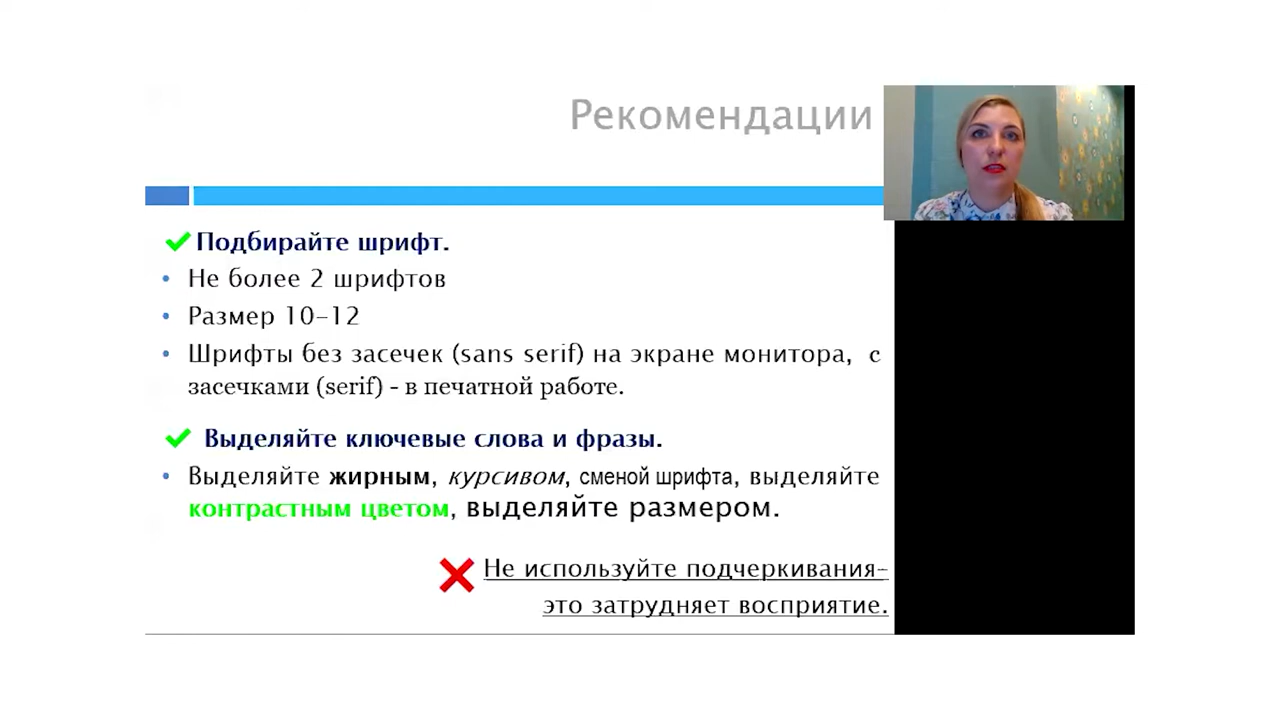 Рекомендации
Подбирайте шрифт.
Не более 2 шрифтов
Размер 10-12
Шрифты без засечек (sans serif) на экране монитора, с
засечками (serif) - в печатной работе.
Выделяйте ключевые слова и фразы.
Выделяйте жирным, курсивом, сменой шрифта, выделяйте
контрастным цветом, выделяйте размером.
Не используйте подчеркивания-
это затрудняет восприятие.